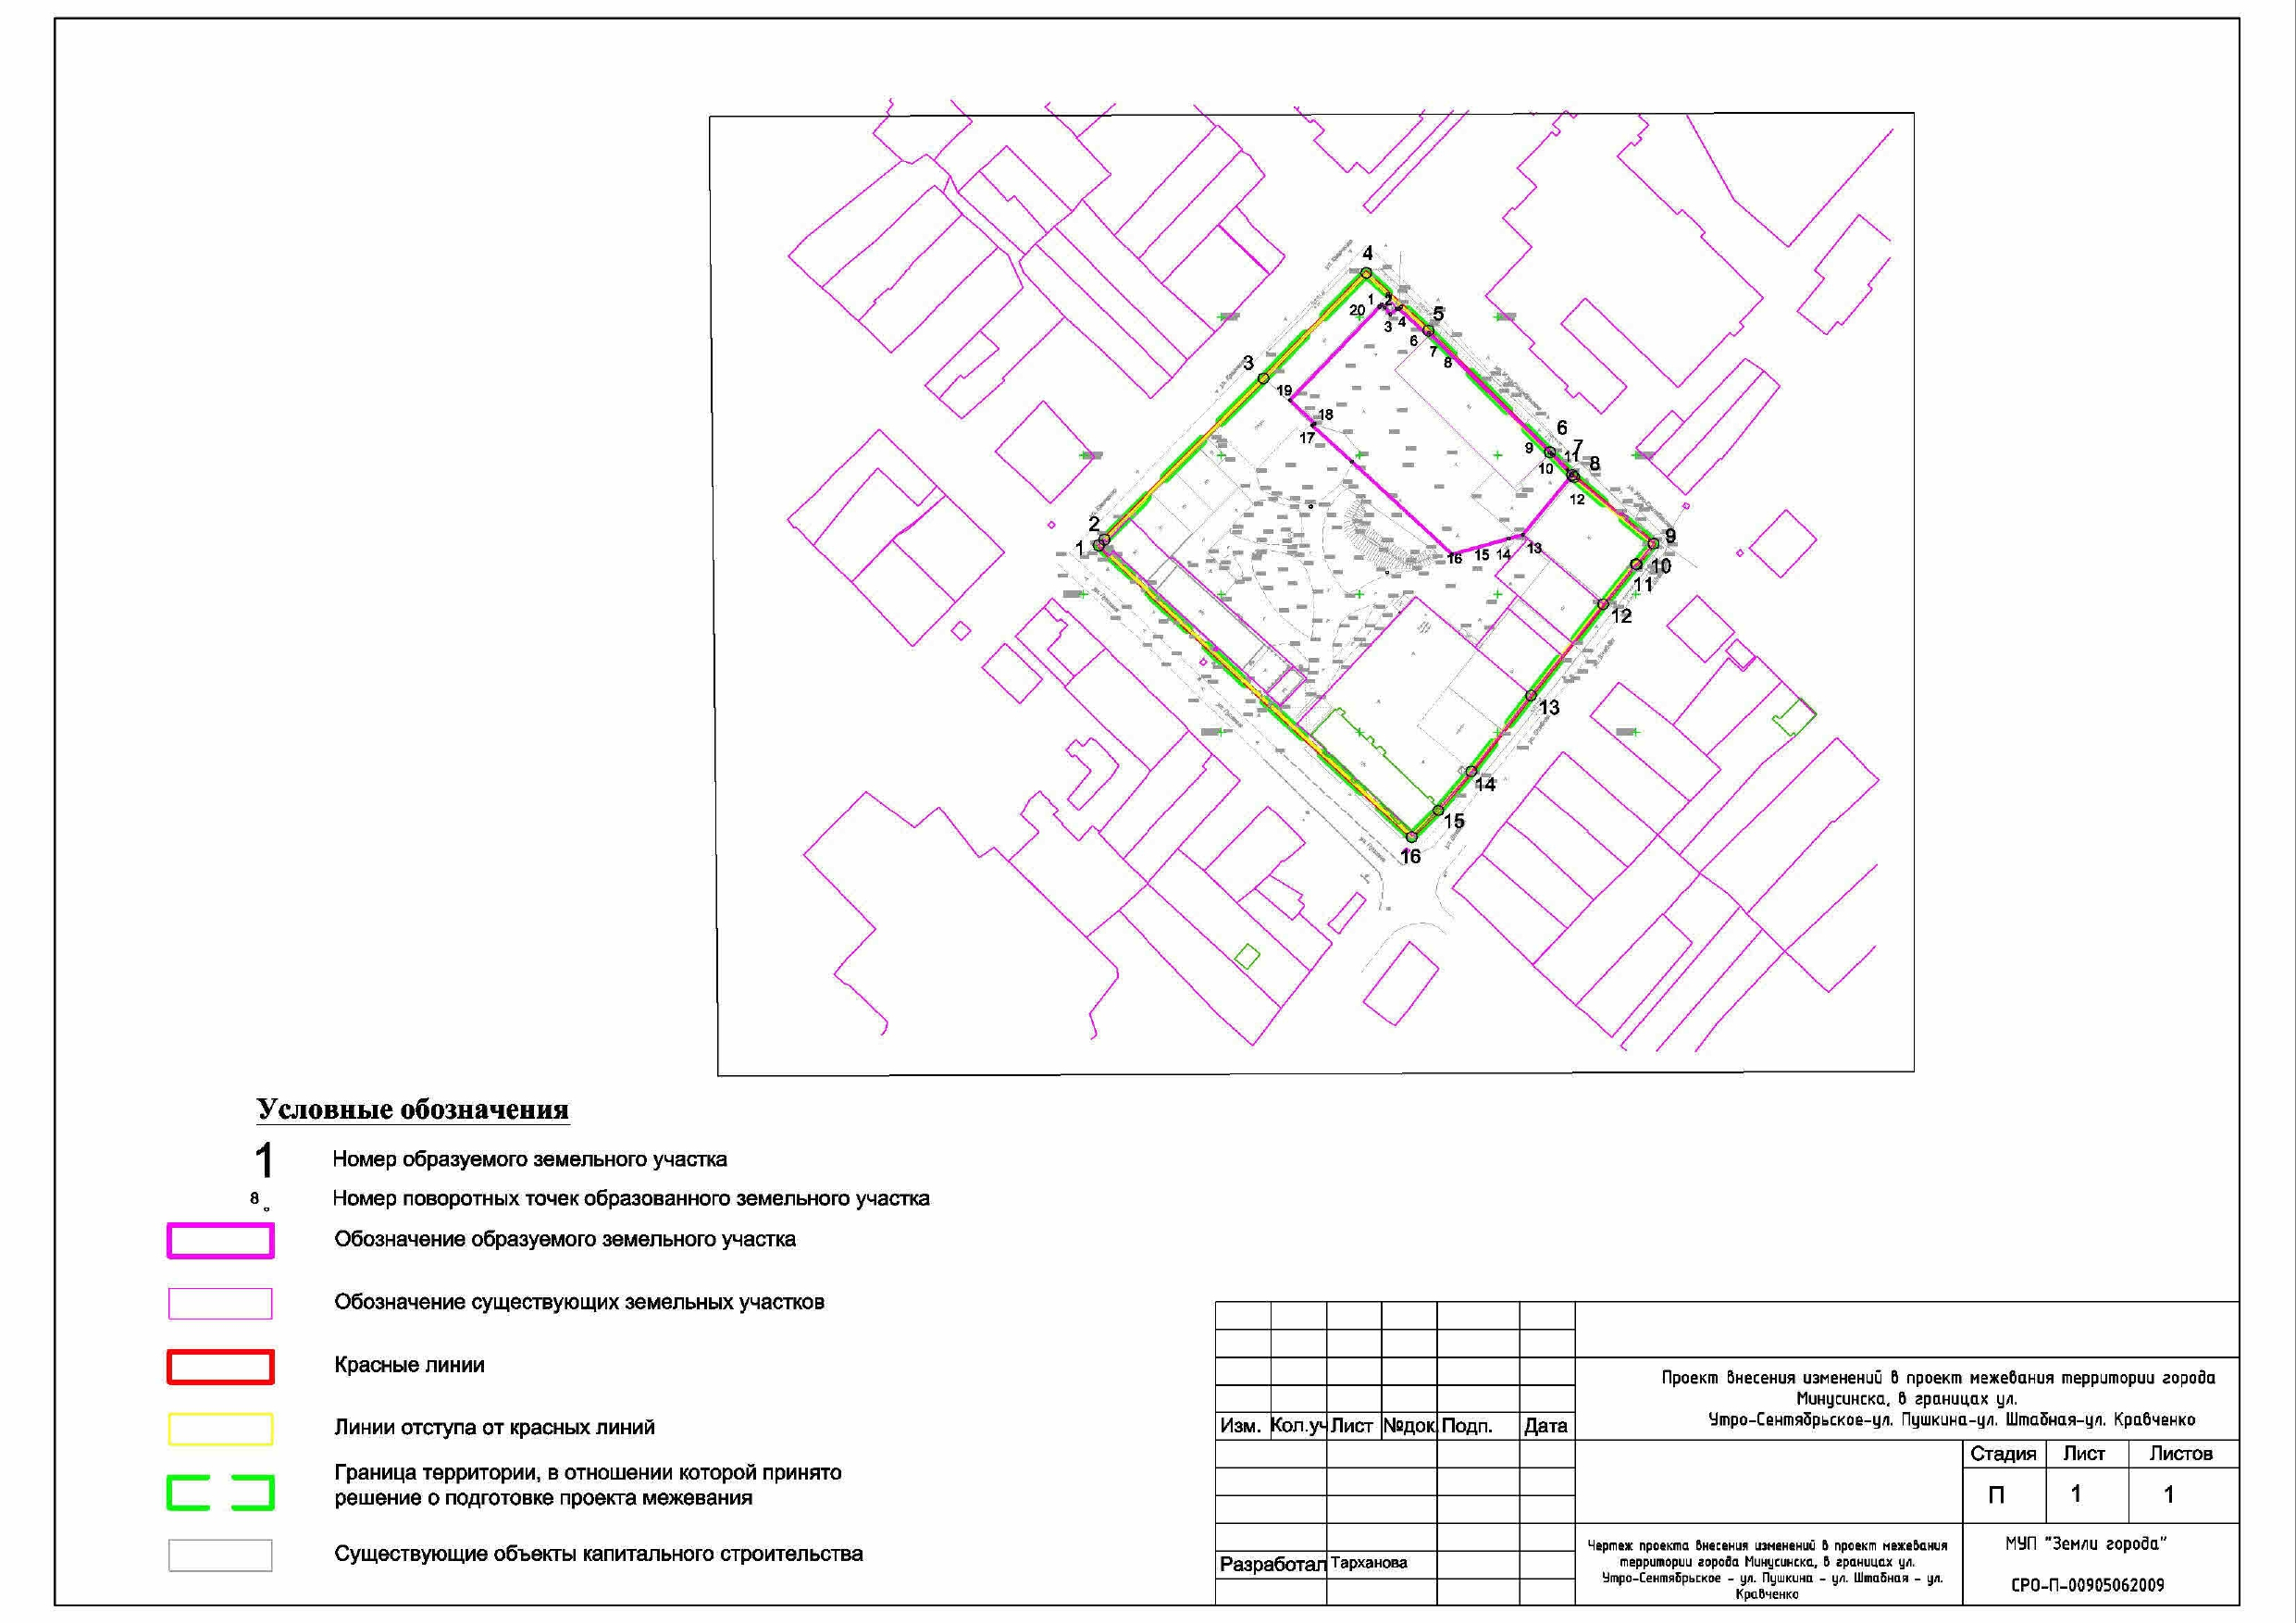 4
1 2
20
5
3 4
6
7
8
3
19
18
17
6
7
9
11
8
10
12
2
1
9
13
16 15 14
10
11
12
13
14
15
16
Условные обозначения
1 Номер образуемого земельного участка
8 Номер поворотных точек образованного земельного участка
Обозначение образуемого земельного участка
Обозначение существующих земельных участков
Красные линии
Линии отступа от красных линий
Граница территории, в отношении которой принято
решение о подготовке проекта межевания
Существующие объекты капитального строительства
Проект внесения изменений в проект межевания территории города
Минусинска, в границах ул.
Утро-Сентябрьское-ул. Пушкина-ул. Штабная-ул. Кравченко
Изм. Кол.уч Лист №док Подп. Дата
Стадия Лист Листов
П 1 1
Чертеж проекта внесения изменений в проект межевания
территории города Минусинска, в границах ул.
Утро-Сентябрьское - ул. Пушкина - ул. Штабная - ул.
Кравченко
МУП "Земли города"
СРО-П-00905062009
Разработал Тарханова